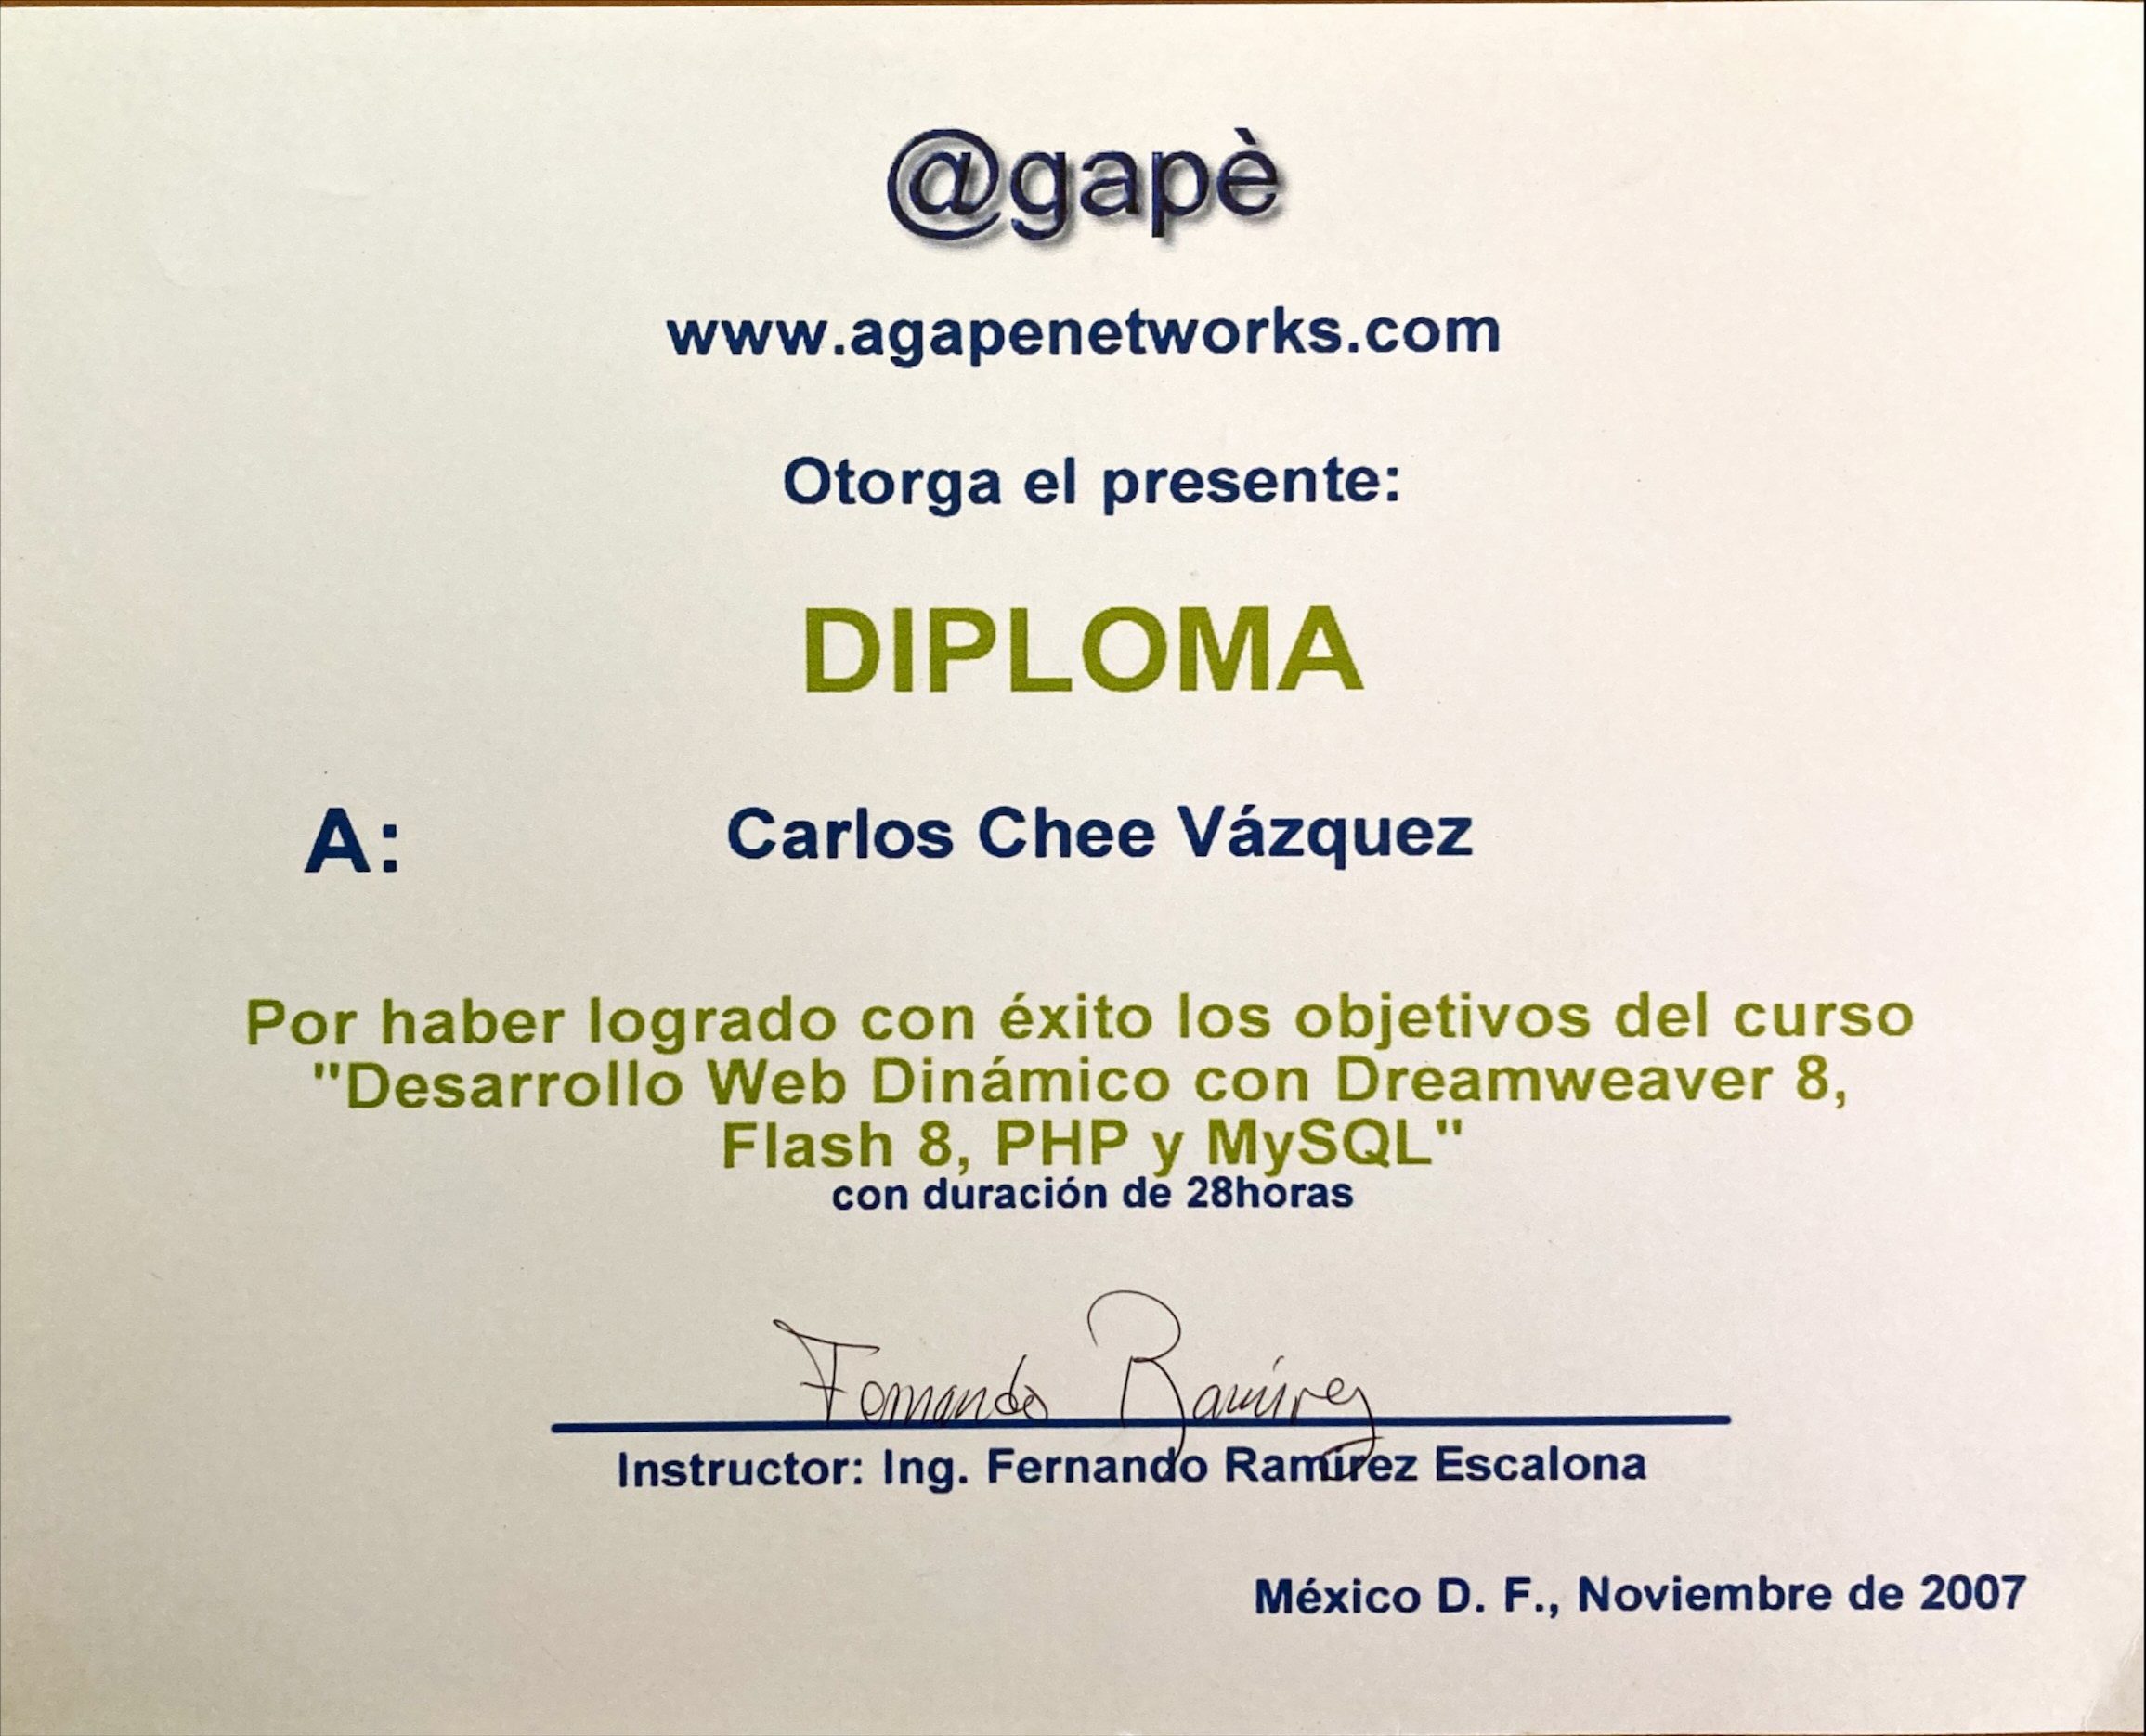 @gapè
www.agapenetworks.com
Otorga el presente:
DIPLOMA
A: Carlos Chee Vázquez
Por haber logrado con éxito los objetivos del curso
"Desarrollo Web Dinámico con Dreamweaver 8,
Flash 8, PHP y MySQL"
con duración de 28horas
Fernando Ramírez
Instructor: Ing. Fernando Ramírez Escalona
México D. F., Noviembre de 2007